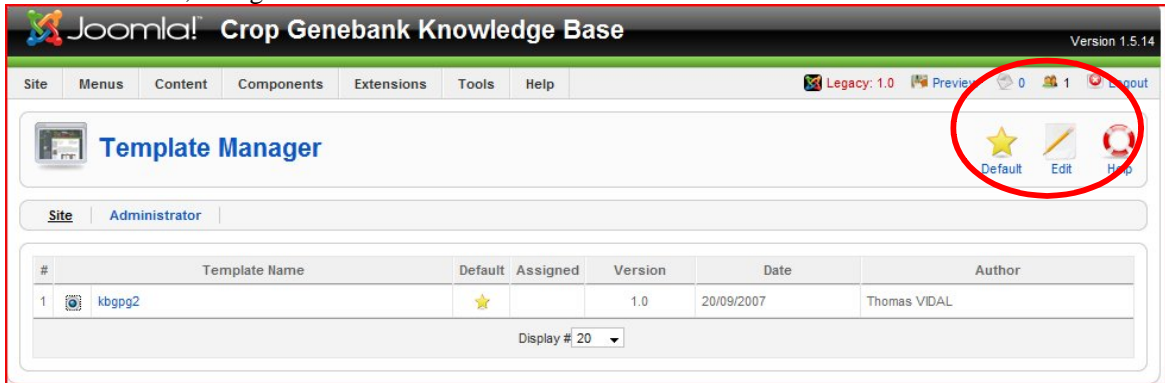 Joomla!™ Crop Genebank Knowledge Base
Version 1.5.14
Site Menus Content Components Extensions Tools Help Legacy: 1.0 Preview 0 1 Logout
Template Manager
Default Edit Help
Site Administrator
# Template Name Default Assigned Version Date Author
1 kbgpg2 1.0 20/09/2007 Thomas VIDAL
Display # 20